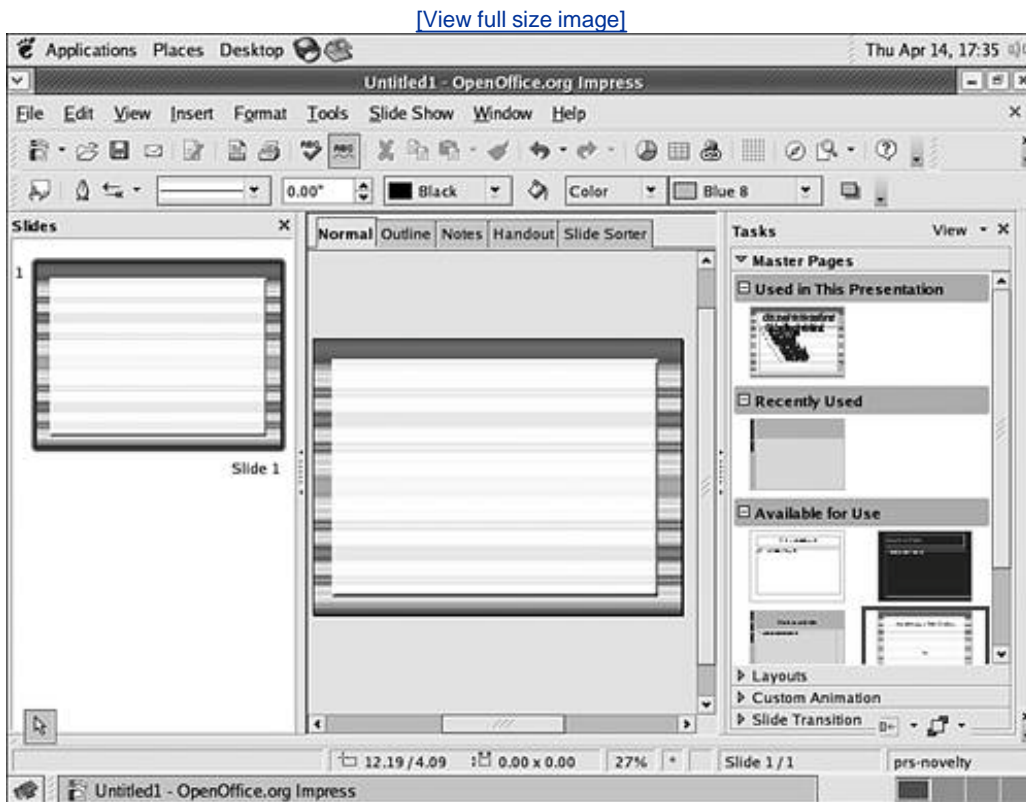 [View full size image]
Applications Places Desktop Thu Apr 14, 17:35
Untitled1 - OpenOffice.org Impress
File Edit View Insert Format Tools Slide Show Window Help
ABC ABC
0.00" Black Color Blue 8
Slides
Normal Outline Notes Handout Slide Sorter
Tasks View
Master Pages
1
Used in This Presentation
Recently Used
Slide 1
Available for Use
Layouts
Custom Animation
Slide Transition
12.19 / 4.09 0.00 x 0.00 27% * Slide 1 / 1 prs-novelty
Untitled1 - OpenOffice.org Impress